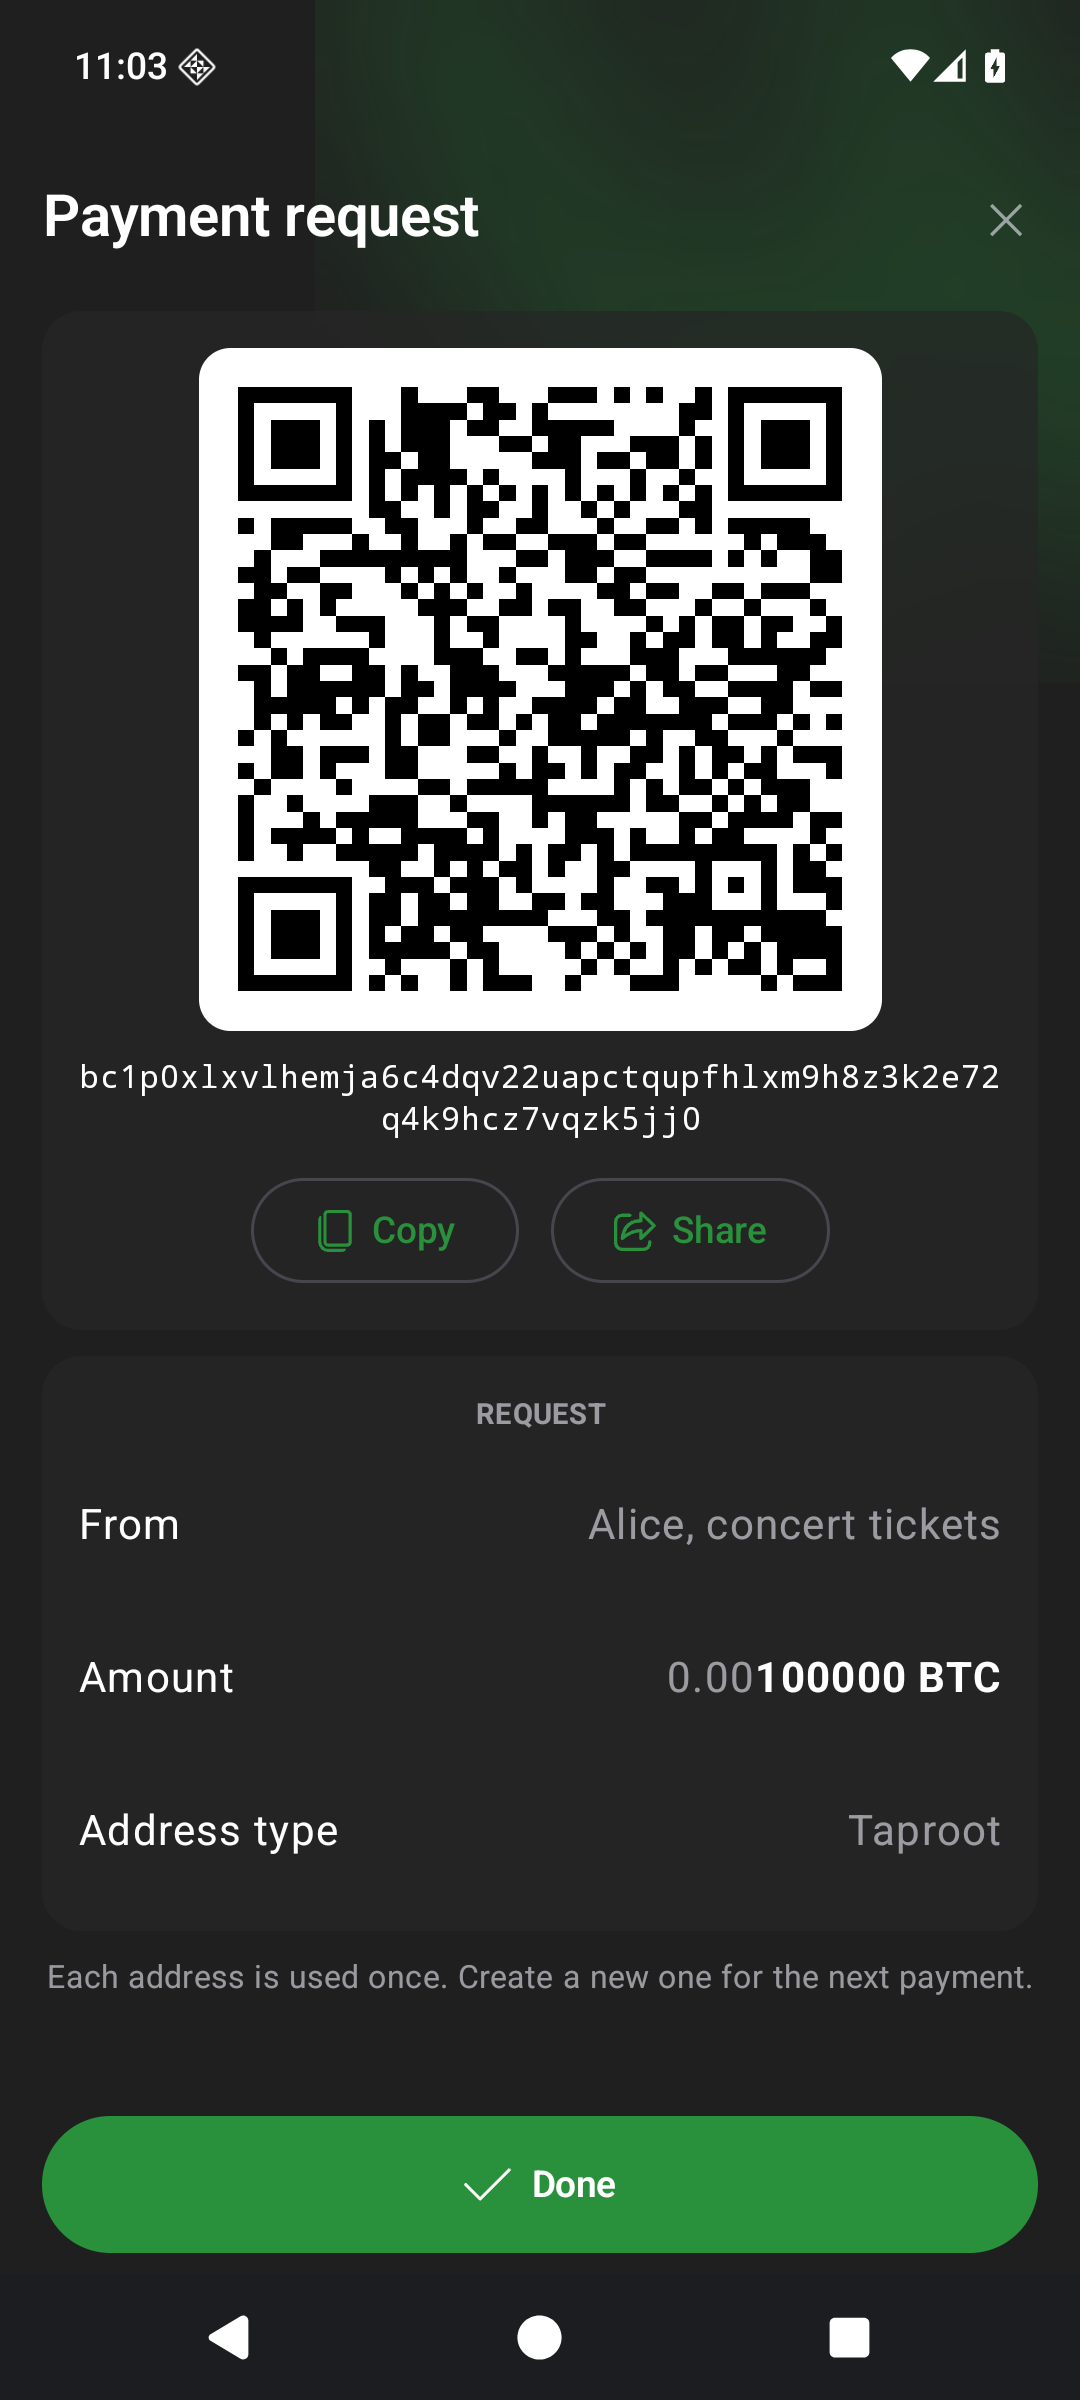 11:03
Payment request
bc1p0xlxvlhemja6c4dqv22uapctqupfhlxm9h8z3k2e72
q4k9hcz7vqzk5jj0
Copy
Share
REQUEST
From
Alice, concert tickets
Amount
0.00100000 BTC
Address type
Taproot
Each address is used once. Create a new one for the next payment.
Done